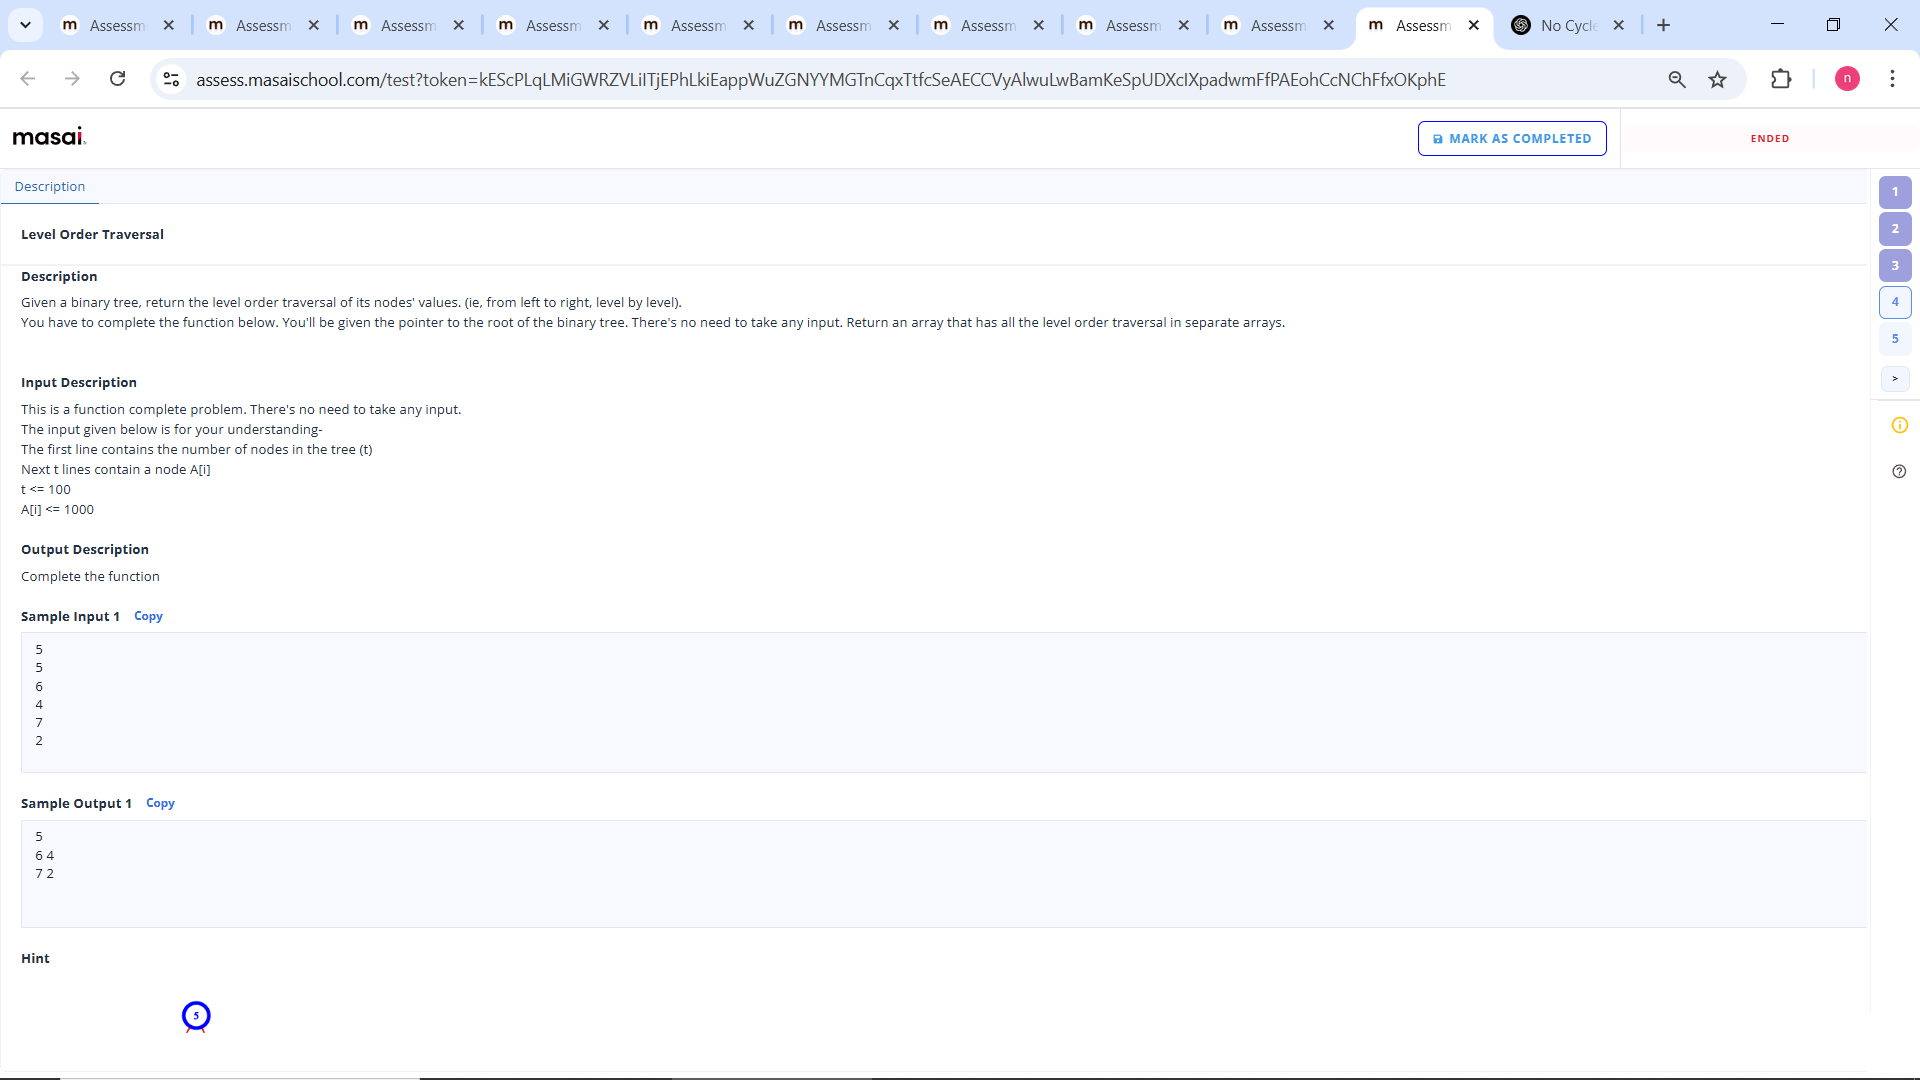 Assessm
Assessm
Assessm
Assessm
Assessm
Assessm
Assessm
Assessm
Assessm
Assessm
No Cycle
n
masai.
MARK AS COMPLETED
ENDED
Description
Level Order Traversal
Description
Given a binary tree, return the level order traversal of its nodes' values. (ie, from left to right, level by level).
You have to complete the function below. You'll be given the pointer to the root of the binary tree. There's no need to take any input. Return an array that has all the level order traversal in separate arrays.
Input Description
This is a function complete problem. There's no need to take any input.
The input given below is for your understanding-
The first line contains the number of nodes in the tree (t)
Next t lines contain a node A[i]
t <= 100
A[i] <= 1000
Output Description
Complete the function
Sample Input 1 Copy
5
5
6
4
7
2
Sample Output 1 Copy
5
6 4
7 2
Hint
5
1
2
3
4
5
>